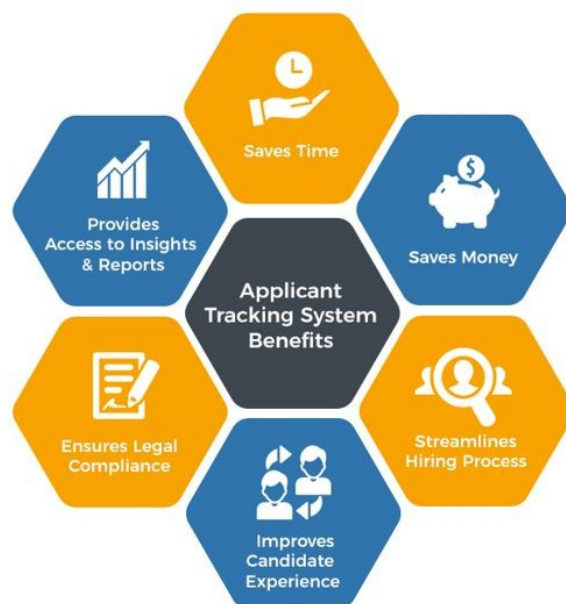 Saves Time
$
Saves Money
Provides
Access to Insights
& Reports
Applicant
Tracking System
Benefits
Ensures Legal
Compliance
Streamlines
Hiring Process
Improves
Candidate
Experience